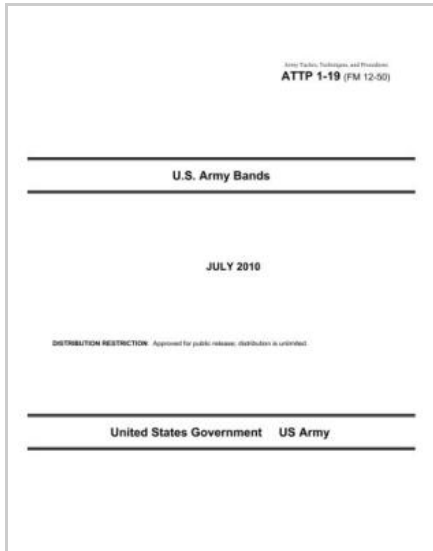 Army Tactics, Techniques, and Procedures
ATTP 1-19 (FM 12-50)
U.S. Army Bands
JULY 2010
DISTRIBUTION RESTRICTION: Approved for public release; distribution is unlimited.
United States Government US Army